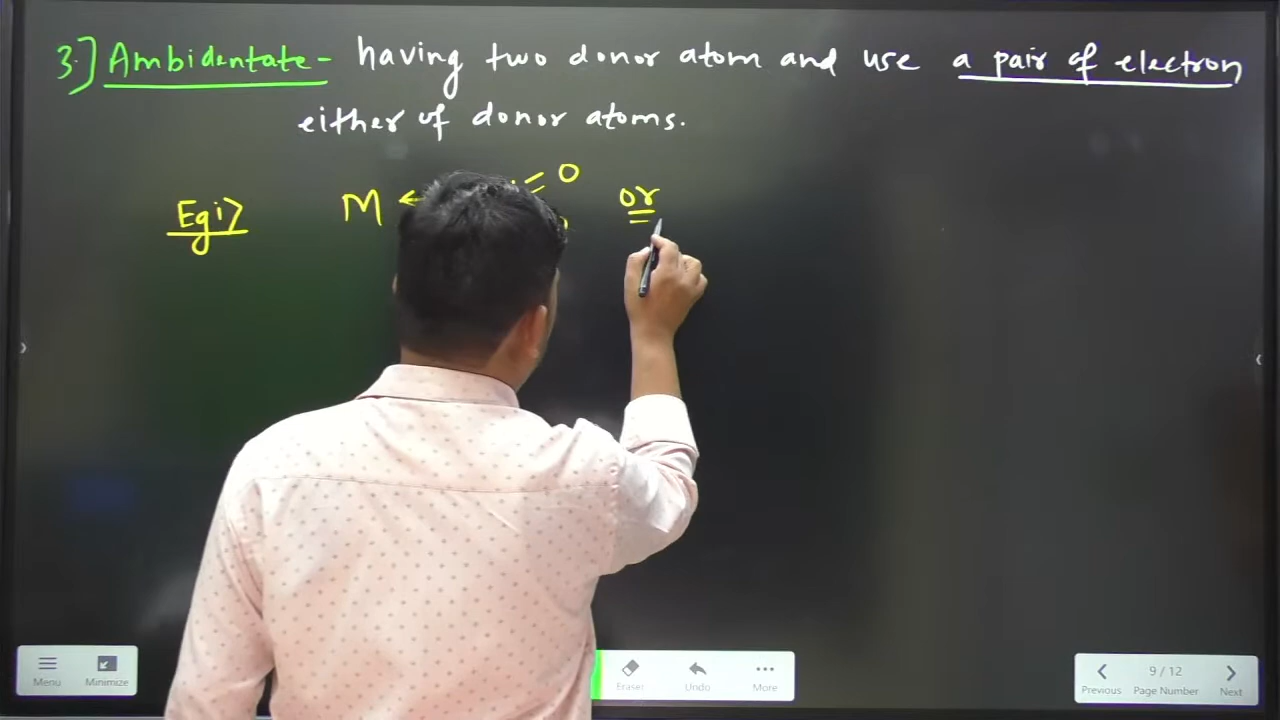 3.] Ambidentate - having two donor atom and use a pair of electron
either of donor atoms.
Eg:> M ← = O or
Menu Minimize Eraser Undo More Previous 9 / 12 Page Number Next